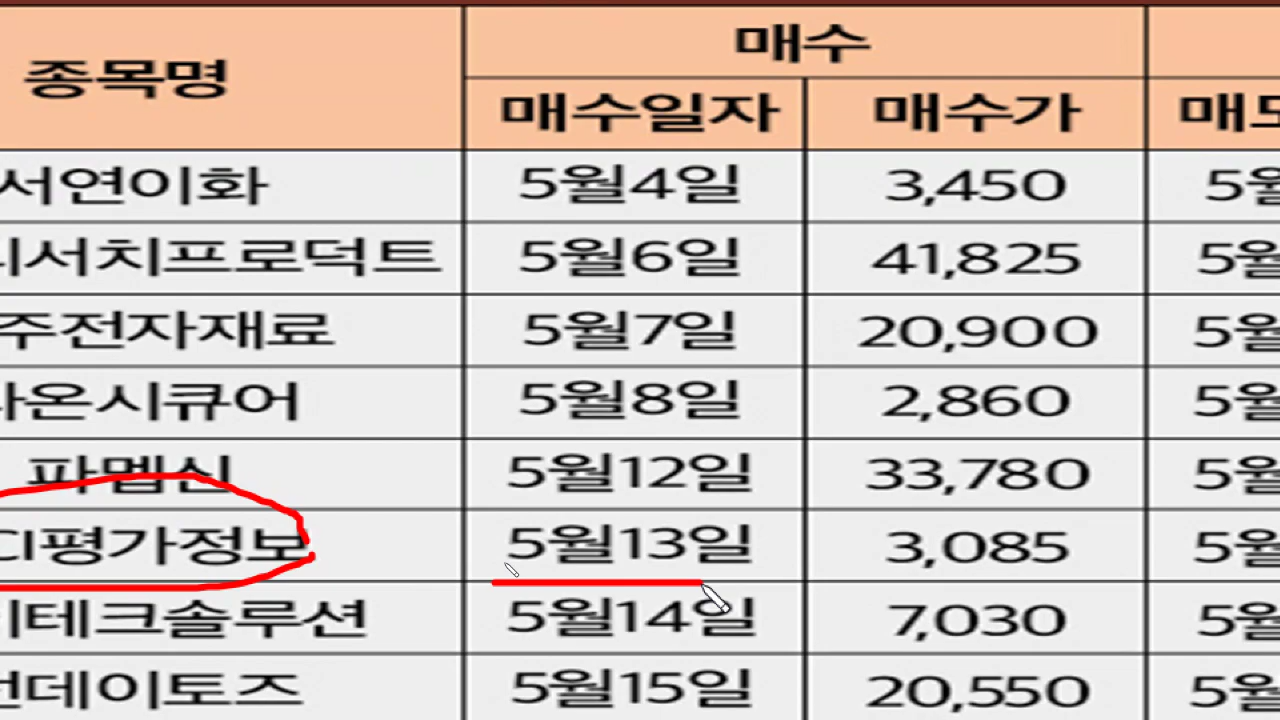 종목명 매수
매수일자 매수가
서연이화 5월4일 3,450
서치프로덕트 5월6일 41,825
주전자재료 5월7일 20,900
온시큐어 5월8일 2,860
파멥신 5월12일 33,780
CI평가정보 5월13일 3,085
테크솔루션 5월14일 7,030
데이토즈 5월15일 20,550